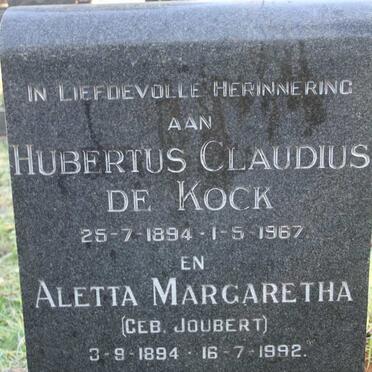 IN LIEFDEVOLLE HERINNERING
AAN
HUBERTUS CLAUDIUS
DE KOCK
25-7-1894 - 1-5-1967.
EN
ALETTA MARGARETHA
(GEB. JOUBERT)
3-9-1894 - 16-7-1992.